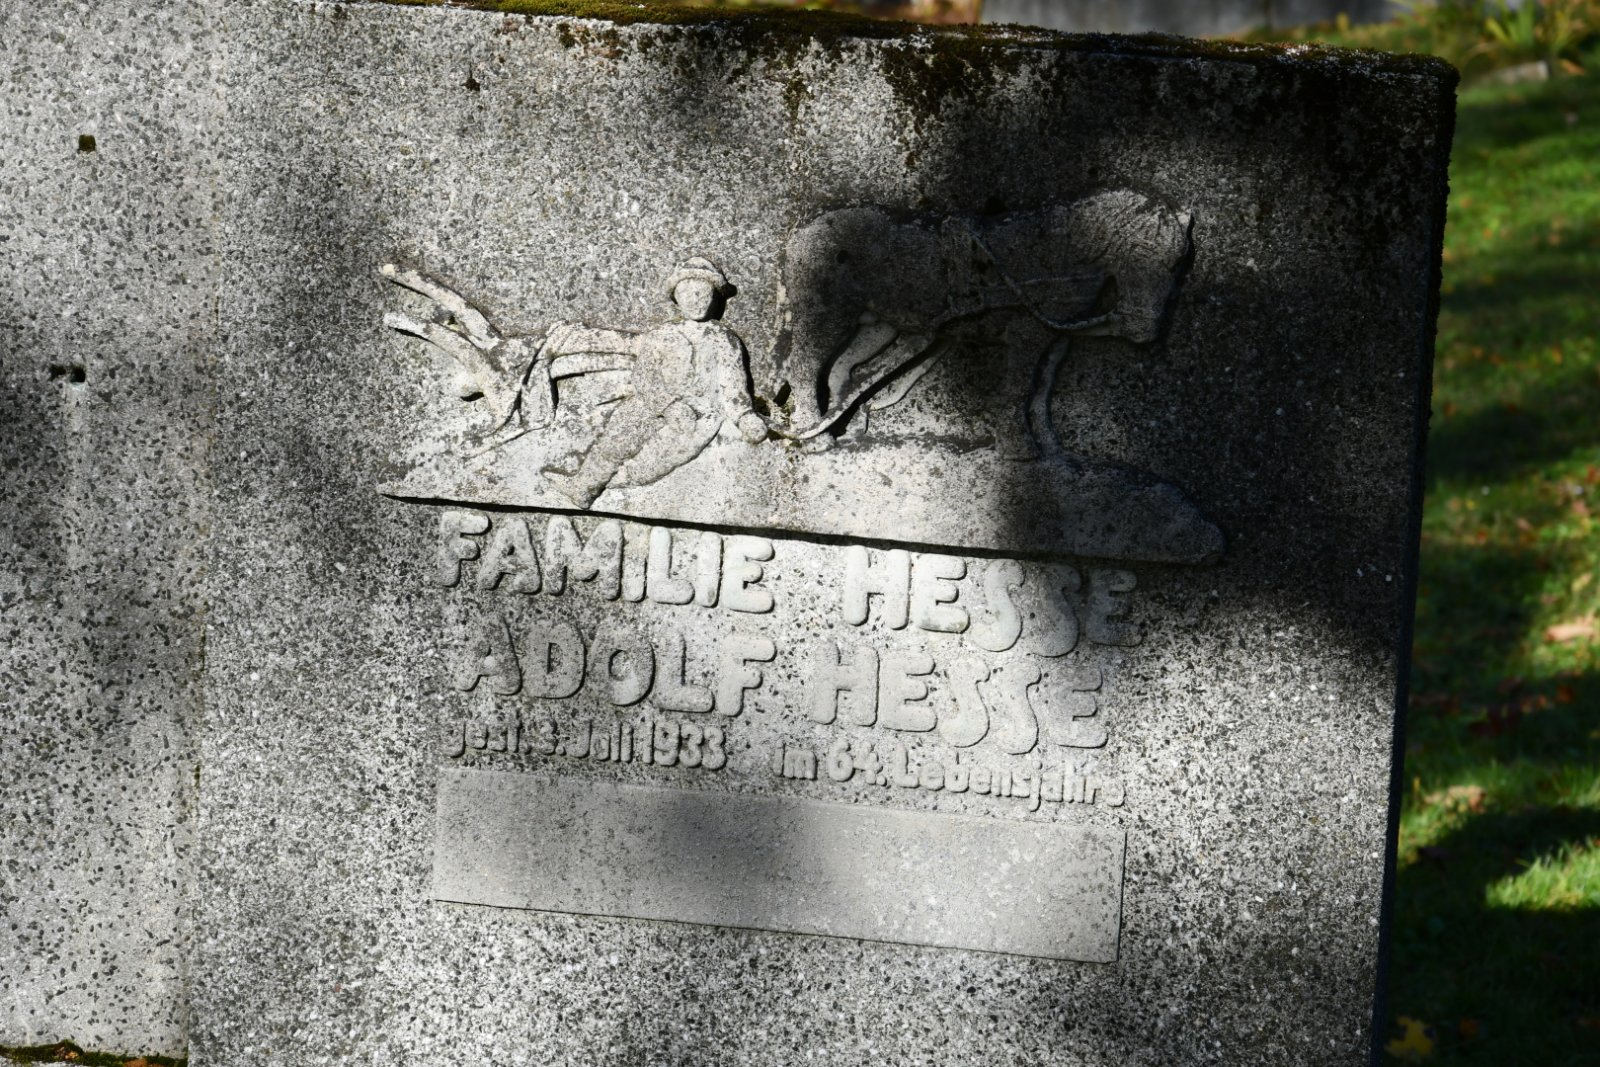 FAMILIE HESSE
ADOLF HESSE
gest. 3. Juli 1933 im 64. Lebensjahre